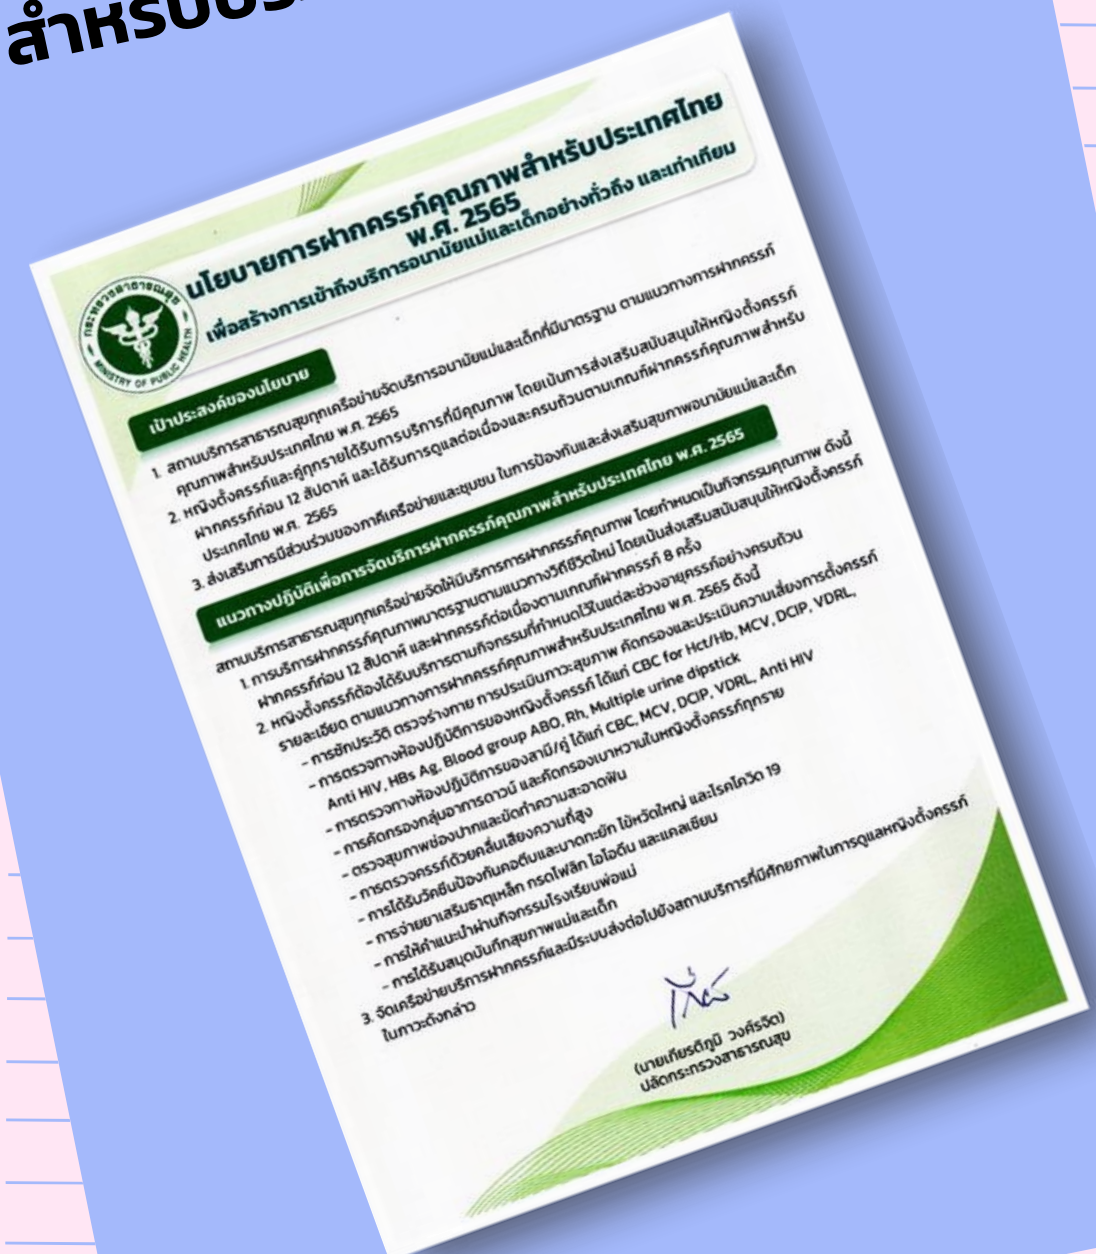 สำหรับปร
นโยบายการฝากครรภ์คุณภาพสำหรับประเทศไทย
พ.ศ. 2565
เพื่อสร้างการเข้าถึงบริการอนามัยแม่และเด็กอย่างทั่วถึง และเท่าเทียม
กระทรวงสาธารณสุข
MINISTRY OF PUBLIC HEALTH
เป้าประสงค์ของนโยบาย
1. สถานบริการสาธารณสุขทุกเครือข่ายจัดบริการอนามัยแม่และเด็กที่มีมาตรฐาน ตามแนวทางการฝากครรภ์
คุณภาพสำหรับประเทศไทย พ.ศ. 2565
2. หญิงตั้งครรภ์และคู่ทุกรายได้รับการบริการที่มีคุณภาพ โดยเน้นการส่งเสริมสนับสนุนให้หญิงตั้งครรภ์
ฝากครรภ์ก่อน 12 สัปดาห์ และได้รับการดูแลต่อเนื่องและครบถ้วนตามเกณฑ์ฝากครรภ์คุณภาพสำหรับ
ประเทศไทย พ.ศ. 2565
3. ส่งเสริมการมีส่วนร่วมของภาคีเครือข่ายและชุมชน ในการป้องกันและส่งเสริมสุขภาพอนามัยแม่และเด็ก
แนวทางปฏิบัติเพื่อการจัดบริการฝากครรภ์คุณภาพสำหรับประเทศไทย พ.ศ. 2565
สถานบริการสาธารณสุขทุกเครือข่ายจัดให้มีบริการการฝากครรภ์คุณภาพ โดยกำหนดเป็นกิจกรรมคุณภาพ ดังนี้
1. การบริการฝากครรภ์คุณภาพมาตรฐานตามแนวทางวิถีชีวิตใหม่ โดยเน้นส่งเสริมสนับสนุนให้หญิงตั้งครรภ์
ฝากครรภ์ก่อน 12 สัปดาห์ และฝากครรภ์ต่อเนื่องตามเกณฑ์ฝากครรภ์ 8 ครั้ง
2. หญิงตั้งครรภ์ต้องได้รับบริการตามกิจกรรมที่กำหนดไว้ในแต่ละช่วงอายุครรภ์อย่างครบถ้วน
รายละเอียด ตามแนวทางการฝากครรภ์คุณภาพสำหรับประเทศไทย พ.ศ. 2565 ดังนี้
- การซักประวัติ ตรวจร่างกาย การประเมินภาวะสุขภาพ คัดกรองและประเมินความเสี่ยงการตั้งครรภ์
- การตรวจทางห้องปฏิบัติการของหญิงตั้งครรภ์ ได้แก่ CBC for Hct/Hb, MCV, DCIP, VDRL,
Anti HIV, HBs Ag, Blood group ABO, Rh, Multiple urine dipstick
- การตรวจทางห้องปฏิบัติการของสามี/คู่ ได้แก่ CBC, MCV, DCIP, VDRL, Anti HIV
- การคัดกรองกลุ่มอาการดาวน์ และคัดกรองเบาหวานในหญิงตั้งครรภ์ทุกราย
- ตรวจสุขภาพช่องปากและขัดทำความสะอาดฟัน
- การตรวจครรภ์ด้วยคลื่นเสียงความถี่สูง
- การได้รับวัคซีนป้องกันคอตีบและบาดทะยัก ไข้หวัดใหญ่ และโรคโควิด 19
- การจ่ายยาเสริมธาตุเหล็ก กรดโฟลิก ไอโอดีน และแคลเซียม
- การให้คำแนะนำผ่านกิจกรรมโรงเรียนพ่อแม่
- การได้รับสมุดบันทึกสุขภาพแม่และเด็ก
3. จัดเครือข่ายบริการฝากครรภ์และมีระบบส่งต่อไปยังสถานบริการที่มีศักยภาพในการดูแลหญิงตั้งครรภ์
ในภาวะดังกล่าว
(นายเกียรติภูมิ วงศ์รจิต)
ปลัดกระทรวงสาธารณสุข